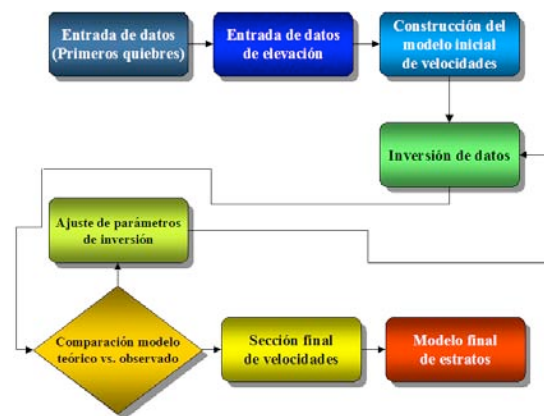 Entrada de datos
(Primeros quiebres)
Entrada de datos
de elevación
Construcción del
modelo inicial
de velocidades
Inversión de datos
Ajuste de parámetros
de inversión
Comparación modelo
teórico vs. observado
Sección final
de velocidades
Modelo final
de estratos